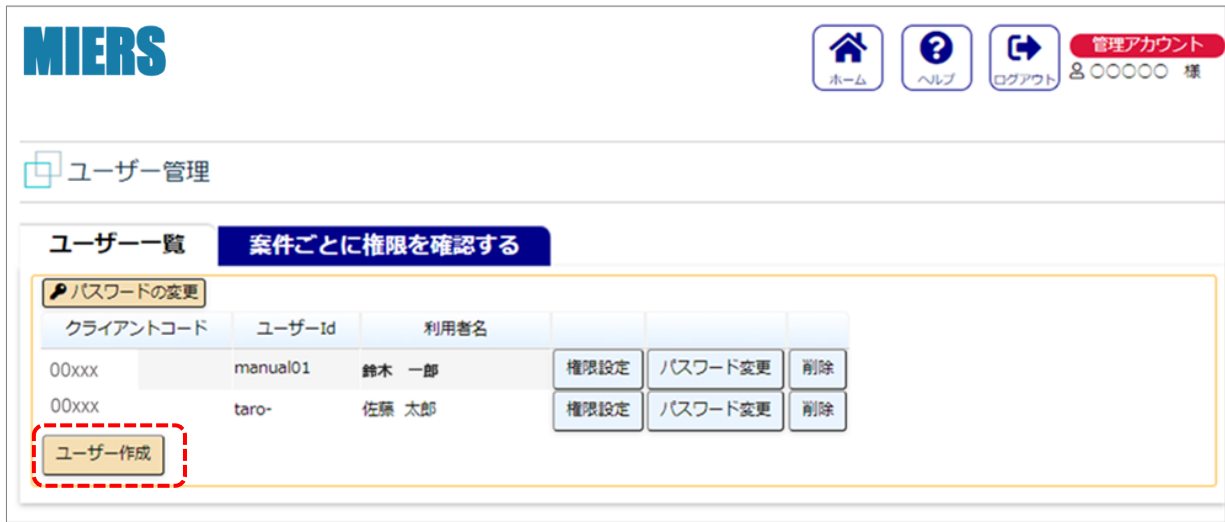 MIERS
ホーム
ヘルプ
ログアウト
管理アカウント
○○○○○ 様
ユーザー管理
ユーザー一覧
案件ごとに権限を確認する
パスワードの変更
クライアントコード ユーザーId 利用者名
00xxx manual01 鈴木 一郎 権限設定 パスワード変更 削除
00xxx taro- 佐藤 太郎 権限設定 パスワード変更 削除
ユーザー作成